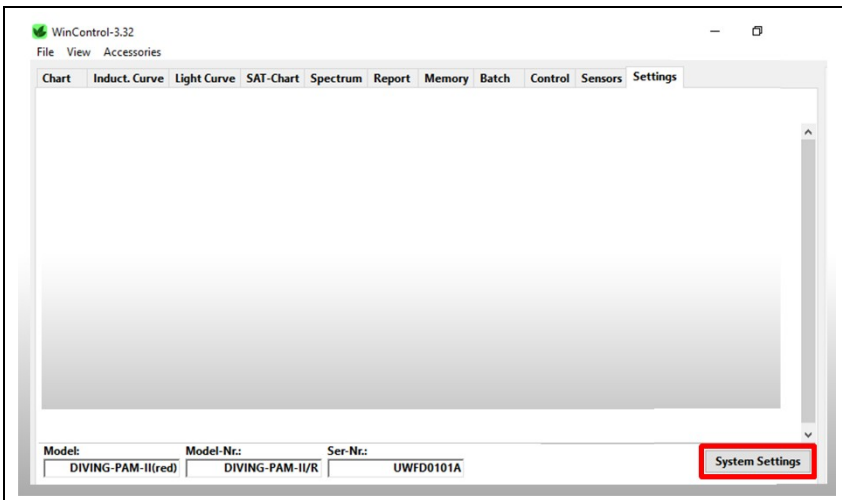 WinControl-3.32
File View Accessories
Chart Induct. Curve Light Curve SAT-Chart Spectrum Report Memory Batch Control Sensors Settings
Model: Model-Nr.: Ser-Nr.:
DIVING-PAM-II(red) DIVING-PAM-II/R UWFD0101A
System Settings